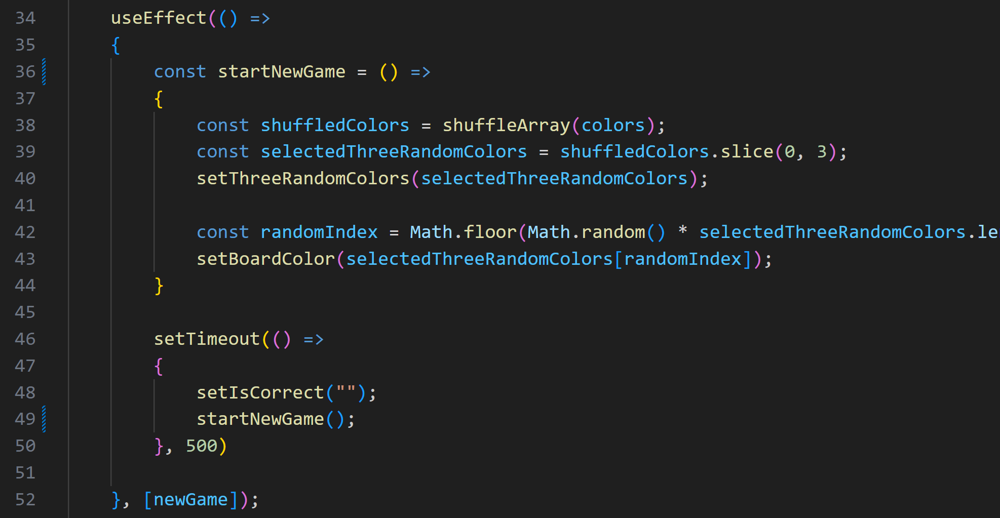 34 useEffect(() =>
35 {
36 const startNewGame = () =>
37 {
38 const shuffledColors = shuffleArray(colors);
39 const selectedThreeRandomColors = shuffledColors.slice(0, 3);
40 setThreeRandomColors(selectedThreeRandomColors);
41
42 const randomIndex = Math.floor(Math.random() * selectedThreeRandomColors.le
43 setBoardColor(selectedThreeRandomColors[randomIndex]);
44 }
45
46 setTimeout(() =>
47 {
48 setIsCorrect("");
49 startNewGame();
50 }, 500)
51
52 }, [newGame]);